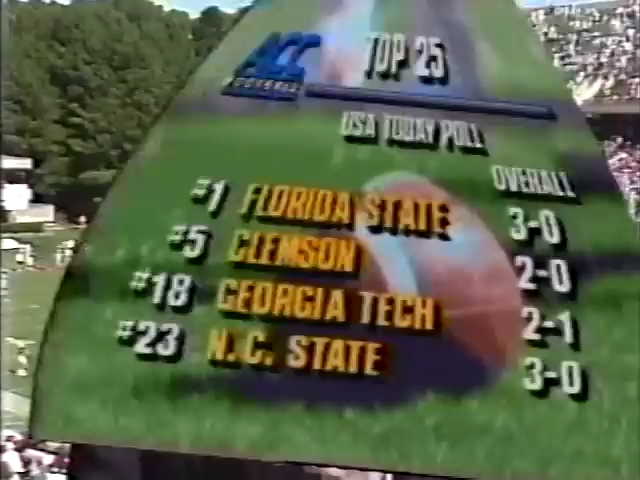 ACC
FOOTBALL
TOP 25
USA TODAY POLL
OVERALL
#1 FLORIDA STATE 3-0
#5 CLEMSON 2-0
#18 GEORGIA TECH 2-1
#23 N.C. STATE 3-0